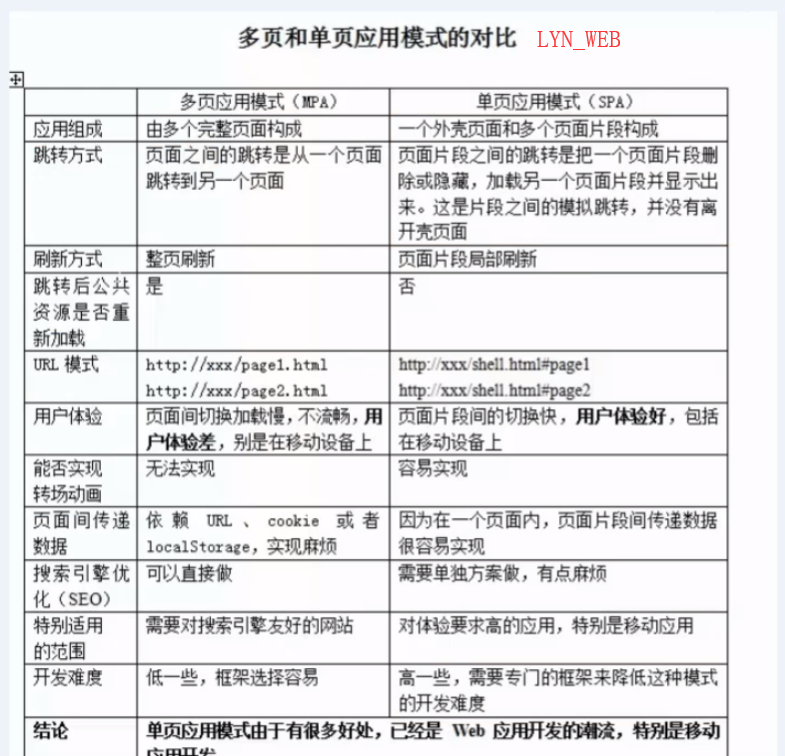 多页和单页应用模式的对比 LYN_WEB
多页应用模式（MPA） 单页应用模式（SPA）
应用组成 由多个完整页面构成 一个外壳页面和多个页面片段构成
跳转方式 页面之间的跳转是从一个页面 页面片段之间的跳转是把一个页面片段删
跳转到另一个页面 除或隐藏，加载另一个页面片段并显示出
来。这是片段之间的模拟跳转，并没有离
开壳页面
刷新方式 整页刷新 页面片段局部刷新
跳转后公共 是 否
资源是否重
新加载
URL 模式 http://xxx/page1.html http://xxx/shell.html#page1
http://xxx/page2.html http://xxx/shell.html#page2
用户体验 页面间切换加载慢，不流畅，用 页面片段间的切换快，用户体验好，包括
户体验差，别是在移动设备上 在移动设备上
能否实现 无法实现 容易实现
转场动画
页面间传递 依赖 URL、cookie 或者 因为在一个页面内，页面片段间传递数据
数据 localStorage，实现麻烦 很容易实现
搜索引擎优 可以直接做 需要单独方案做，有点麻烦
化（SEO）
特别适用 需要对搜索引擎友好的网站 对体验要求高的应用，特别是移动应用
的范围
开发难度 低一些，框架选择容易 高一些，需要专门的框架来降低这种模式
的开发难度
结论 单页应用模式由于有很多好处，已经是 Web 应用开发的潮流，特别是移动
应用开发